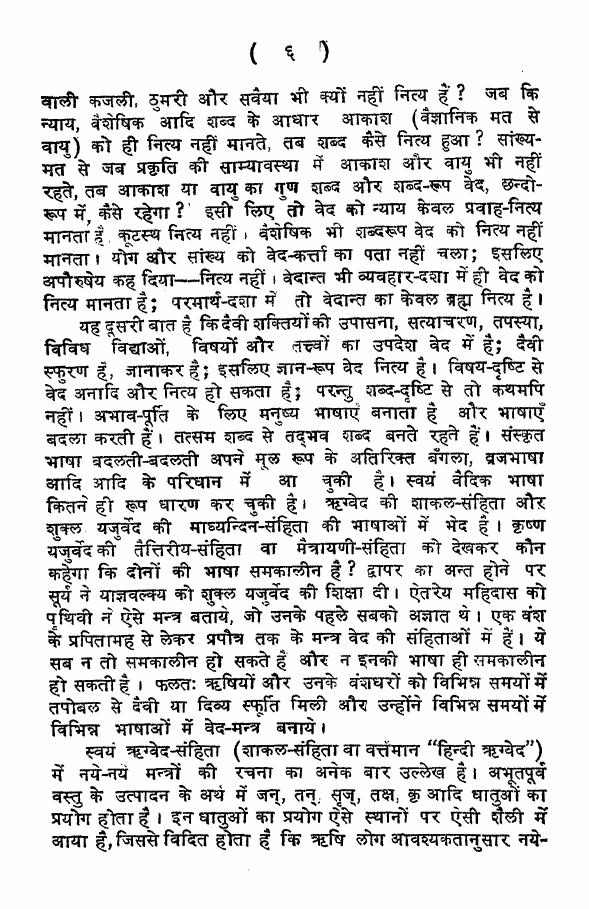 ( ६ )
वाली कजली, ठुमरी और सवैया भी क्यों नहीं नित्य हैं ? जब कि
न्याय, वैशेषिक आदि शब्द के आधार आकाश (वैज्ञानिक मत से
वायु) को ही नित्य नहीं मानते, तब शब्द कैसे नित्य हुआ ? सांख्य-
मत से जब प्रकृति की साम्यावस्था में आकाश और वायु भी नहीं
रहते, तब आकाश या वायु का गुण शब्द और शब्द-रूप वेद, छन्दो-
रूप में, कैसे रहेगा ? इसी लिए तो वेद को न्याय केवल प्रवाह-नित्य
मानता है, कूटस्थ नित्य नहीं । वैशेषिक भी शब्दरूप वेद को नित्य नहीं
मानता । योग और सांख्य को वेद-कर्त्ता का पता नहीं चला; इसलिए
अपौरुषेय कह दिया--नित्य नहीं । वेदान्त भी व्यवहार-दशा में ही वेद को
नित्य मानता है; परमार्थ-दशा में तो वेदान्त का केवल ब्रह्म नित्य है ।
यह दूसरी बात है कि दैवी शक्तियों की उपासना, सत्याचरण, तपस्या,
विविध विद्याओं, विषयों और तत्त्वों का उपदेश वेद में है; दैवी
स्फुरण है, ज्ञानाकर है; इसलिए ज्ञान-रूप वेद नित्य है । विषय-दृष्टि से
वेद अनादि और नित्य हो सकता है; परन्तु शब्द-दृष्टि से तो कथमपि
नहीं । अभाव-पूर्ति के लिए मनुष्य भाषाएँ बनाता है और भाषाएँ
बदला करती हैं । तत्सम शब्द से तद्भव शब्द बनते रहते हैं । संस्कृत
भाषा बदलती-बदलती अपने मूल रूप के अतिरिक्त बँगला, व्रजभाषा
आदि आदि के परिधान में आ चुकी है । स्वयं वैदिक भाषा
कितने ही रूप धारण कर चुकी है । ऋग्वेद की शाकल-संहिता और
शुक्ल यजुर्वेद की माध्यन्दिन-संहिता की भाषाओं में भेद है । कृष्ण
यजुर्वेद की तैत्तिरीय-संहिता वा मैत्रायणी-संहिता को देखकर कौन
कहेगा कि दोनों की भाषा समकालीन है ? द्वापर का अन्त होने पर
सूर्य ने याज्ञवल्क्य को शुक्ल यजुर्वेद की शिक्षा दी । ऐतरेय महिदास को
पृथिवी ने ऐसे मन्त्र बताये, जो उनके पहले सबको अज्ञात थे । एक वंश
के प्रपितामह से लेकर प्रपौत्र तक के मन्त्र वेद की संहिताओं में हैं । ये
सब न तो समकालीन हो सकते हैं और न इनकी भाषा ही समकालीन
हो सकती है । फलतः ऋषियों और उनके वंशधरों को विभिन्न समयों में
तपोबल से दैवी या दिव्य स्फूर्ति मिली और उन्होंने विभिन्न समयों में
विभिन्न भाषाओं में वेद-मन्त्र बनाये ।
स्वयं ऋग्वेद-संहिता (शाकल-संहिता वा वर्त्तमान “हिन्दी ऋग्वेद”)
में नये-नये मन्त्रों की रचना का अनेक बार उल्लेख है । अभूतपूर्व
वस्तु के उत्पादन के अर्थ में जन्, तन्, सृज्, तक्ष, कृ आदि धातुओं का
प्रयोग होता है । इन धातुओं का प्रयोग ऐसे स्थानों पर ऐसी शैली में
आया है, जिससे विदित होता है कि ऋषि लोग आवश्यकतानुसार नये-